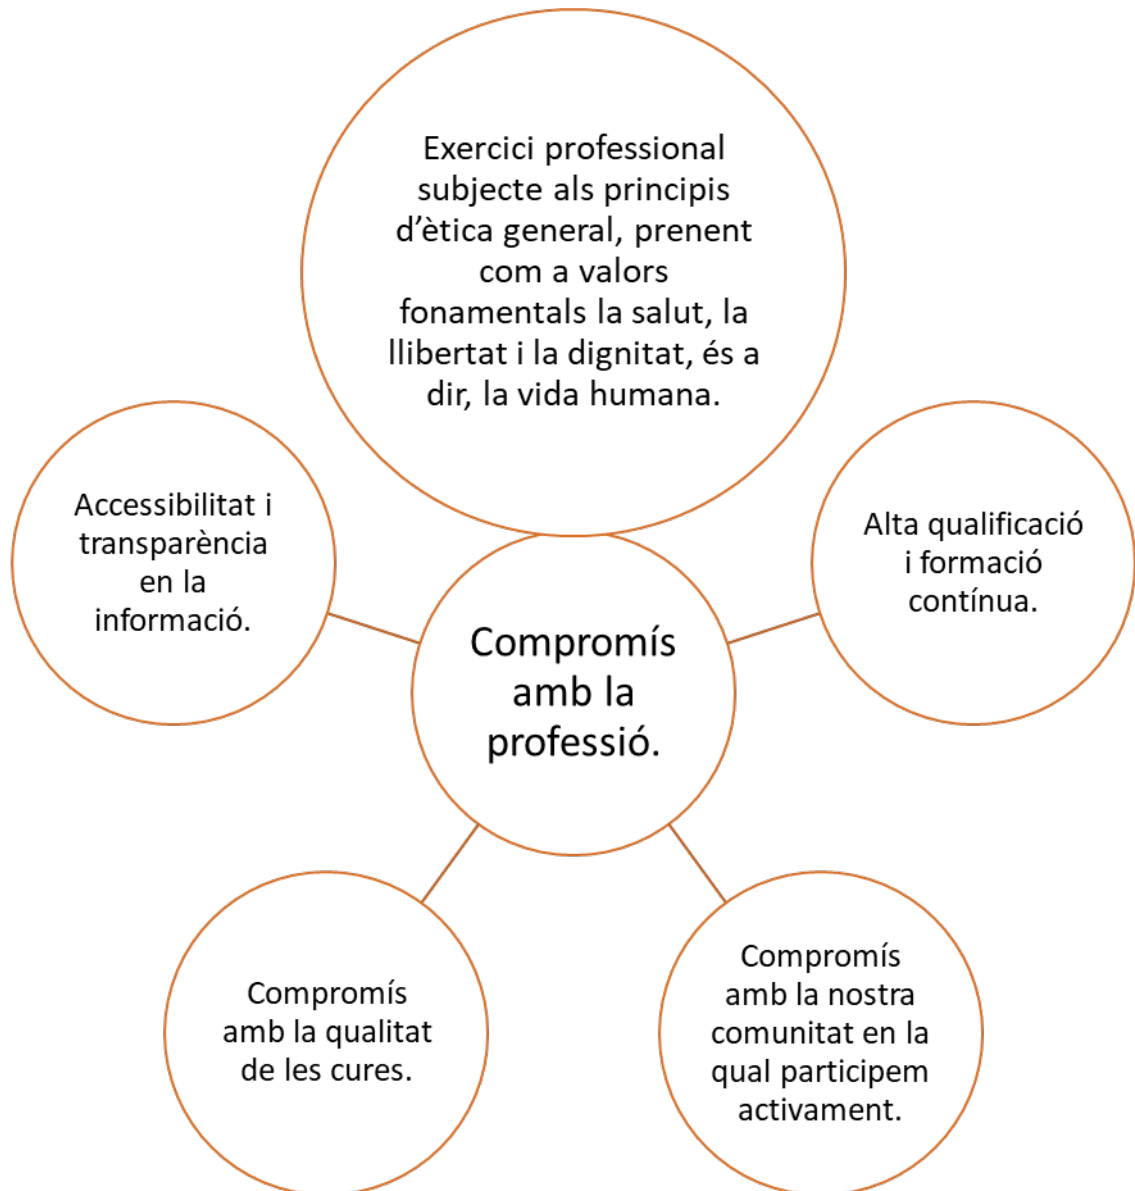 Exercici professional
subjecte als principis
d’ètica general, prenent
com a valors
fonamentals la salut, la
llibertat i la dignitat, és a
dir, la vida humana.
Accessibilitat i
transparència
en la
informació.
Alta qualificació
i formació
contínua.
Compromís
amb la
professió.
Compromís
amb la qualitat
de les cures.
Compromís
amb la nostra
comunitat en la
qual participem
activament.